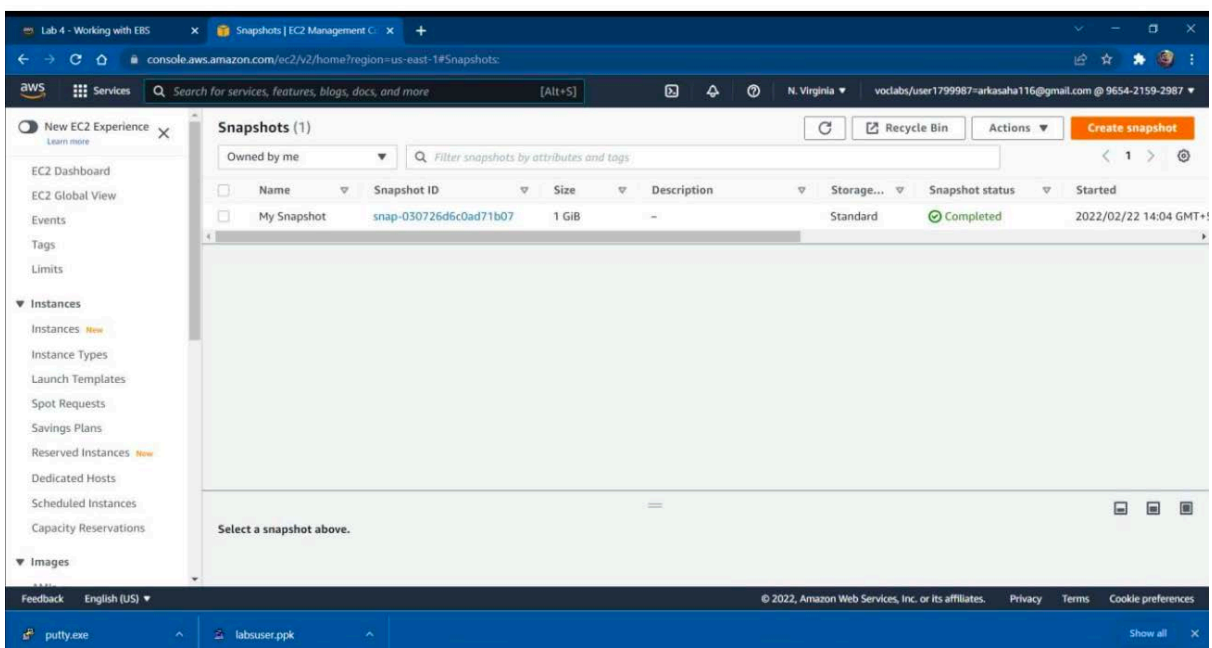 Lab 4 - Working with EBS
Snapshots | EC2 Management C
console.aws.amazon.com/ec2/v2/home?region=us-east-1#Snapshots:
aws Services Search for services, features, blogs, docs, and more [Alt+S] N. Virginia voclabs/user1799987=arkasaha116@gmail.com @ 9654-2159-2987
New EC2 Experience
Learn more
EC2 Dashboard
EC2 Global View
Events
Tags
Limits
Instances
Instances New
Instance Types
Launch Templates
Spot Requests
Savings Plans
Reserved Instances New
Dedicated Hosts
Scheduled Instances
Capacity Reservations
Images
Snapshots (1)
Recycle Bin Actions Create snapshot
Owned by me Filter snapshots by attributes and tags 1
Name Snapshot ID Size Description Storage... Snapshot status Started
My Snapshot snap-030726d6c0ad71b07 1 GiB – Standard Completed 2022/02/22 14:04 GMT+
Select a snapshot above.
Feedback English (US) © 2022, Amazon Web Services, Inc. or its affiliates. Privacy Terms Cookie preferences
putty.exe labsuser.ppk Show all